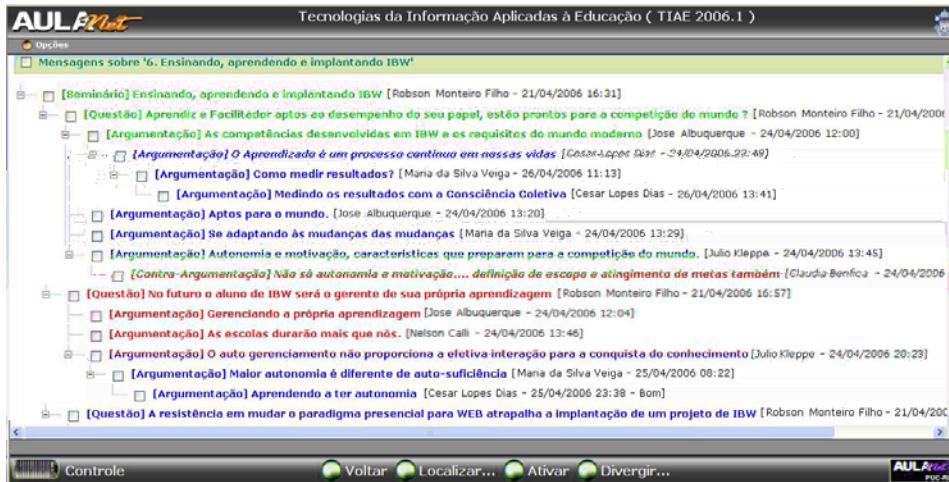 AULANet
Tecnologias da Informação Aplicadas à Educação ( TIAE 2006.1 )
Opções
Mensagens sobre '6. Ensinando, aprendendo e implantando IBW'
[Seminário] Ensinando, aprendendo e implantando IBW [Robson Monteiro Filho - 21/04/2006 16:31]
[Questão] Aprendiz e Facilitador aptos ao desempenho do seu papel, estão prontos para a competição do mundo ? [Robson Monteiro Filho - 21/04/2006
[Argumentação] As competências desenvolvidas em IBW e os requisitos do mundo moderno [Jose Albuquerque - 24/04/2006 12:00]
[Argumentação] O Aprendizado é um processo contínuo em nossas vidas [Cesar Lopes Dias - 24/04/2006 22:49]
[Argumentação] Como medir resultados? [Maria da Silva Veiga - 26/04/2006 11:13]
[Argumentação] Medindo os resultados com a Consciência Coletiva [Cesar Lopes Dias - 26/04/2006 13:41]
[Argumentação] Aptos para o mundo. [Jose Albuquerque - 24/04/2006 13:20]
[Argumentação] Se adaptando às mudanças das mudanças [Maria da Silva Veiga - 24/04/2006 13:29]
[Argumentação] Autonomia e motivação, características que preparam para a competição do mundo. [Julio Kleppe - 24/04/2006 13:45]
[Contra-Argumentação] Não só autonomia e motivação.... definição de escopo e atingimento de metas também [Claudia Benfica - 24/04/2006
[Questão] No futuro o aluno de IBW será o gerente de sua própria aprendizagem [Robson Monteiro Filho - 21/04/2006 16:57]
[Argumentação] Gerenciando a própria aprendizagem [Jose Albuquerque - 24/04/2006 12:04]
[Argumentação] As escolas durarão mais que nós. [Nelson Calli - 24/04/2006 13:46]
[Argumentação] O auto gerenciamento não proporciona a efetiva interação para a conquista do conhecimento [Julio Kleppe - 24/04/2006 20:23]
[Argumentação] Maior autonomia é diferente de auto-suficiência [Maria da Silva Veiga - 25/04/2006 08:22]
[Argumentação] Aprendendo a ter autonomia [Cesar Lopes Dias - 25/04/2006 23:38 - Bom]
[Questão] A resistência em mudar o paradigma presencial para WEB atrapalha a implantação de um projeto de IBW [Robson Monteiro Filho - 21/04/200
Controle Voltar Localizar... Ativar Divergir... AULANet